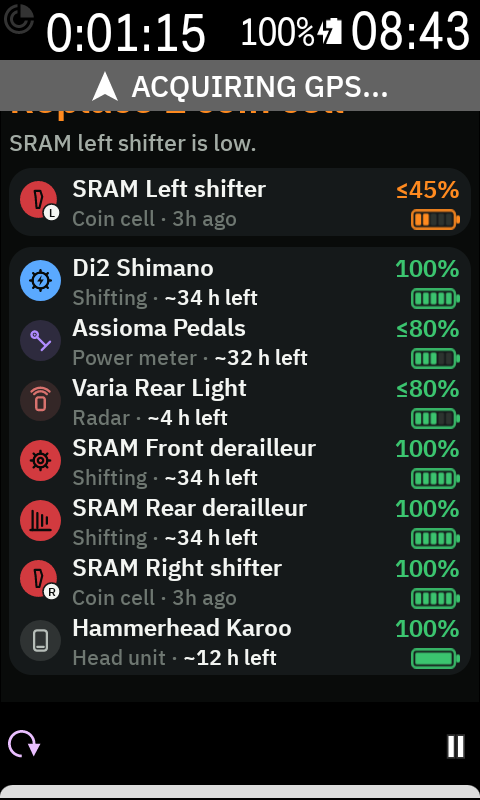 0:01:15 100% 08:43
ACQUIRING GPS...
SRAM left shifter is low.
SRAM Left shifter ≤45%
L
Coin cell · 3h ago
Di2 Shimano 100%
Shifting · ~34 h left
Assioma Pedals ≤80%
Power meter · ~32 h left
Varia Rear Light ≤80%
Radar · ~4 h left
SRAM Front derailleur 100%
Shifting · ~34 h left
SRAM Rear derailleur 100%
Shifting · ~34 h left
SRAM Right shifter 100%
R
Coin cell · 3h ago
Hammerhead Karoo 100%
Head unit · ~12 h left